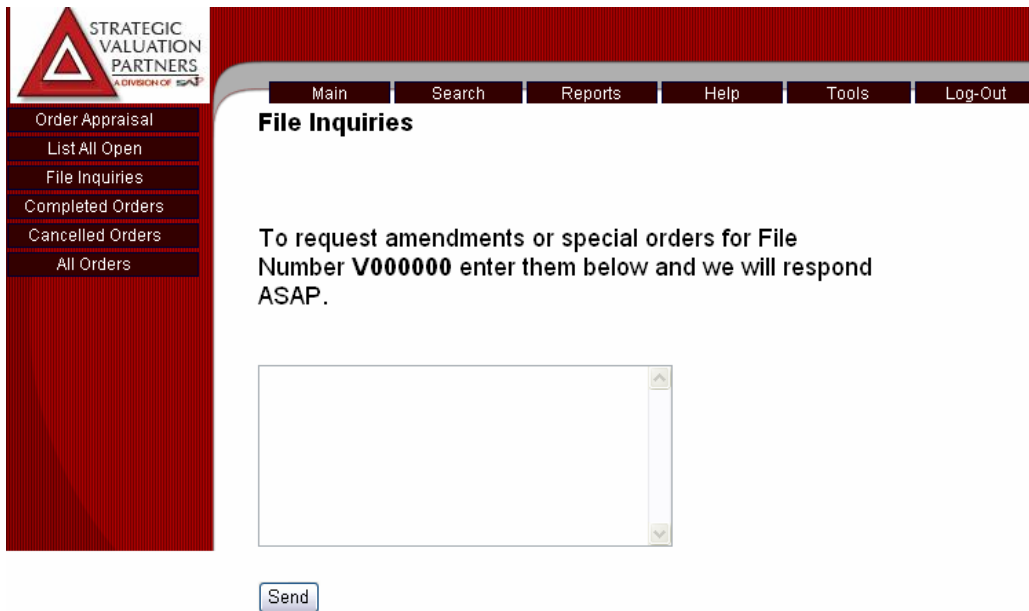 STRATEGIC
VALUATION
PARTNERS
A DIVISION OF
Main Search Reports Help Tools Log-Out
Order Appraisal
List All Open
File Inquiries
Completed Orders
Cancelled Orders
All Orders
File Inquiries
To request amendments or special orders for File
Number V000000 enter them below and we will respond
ASAP.
Send